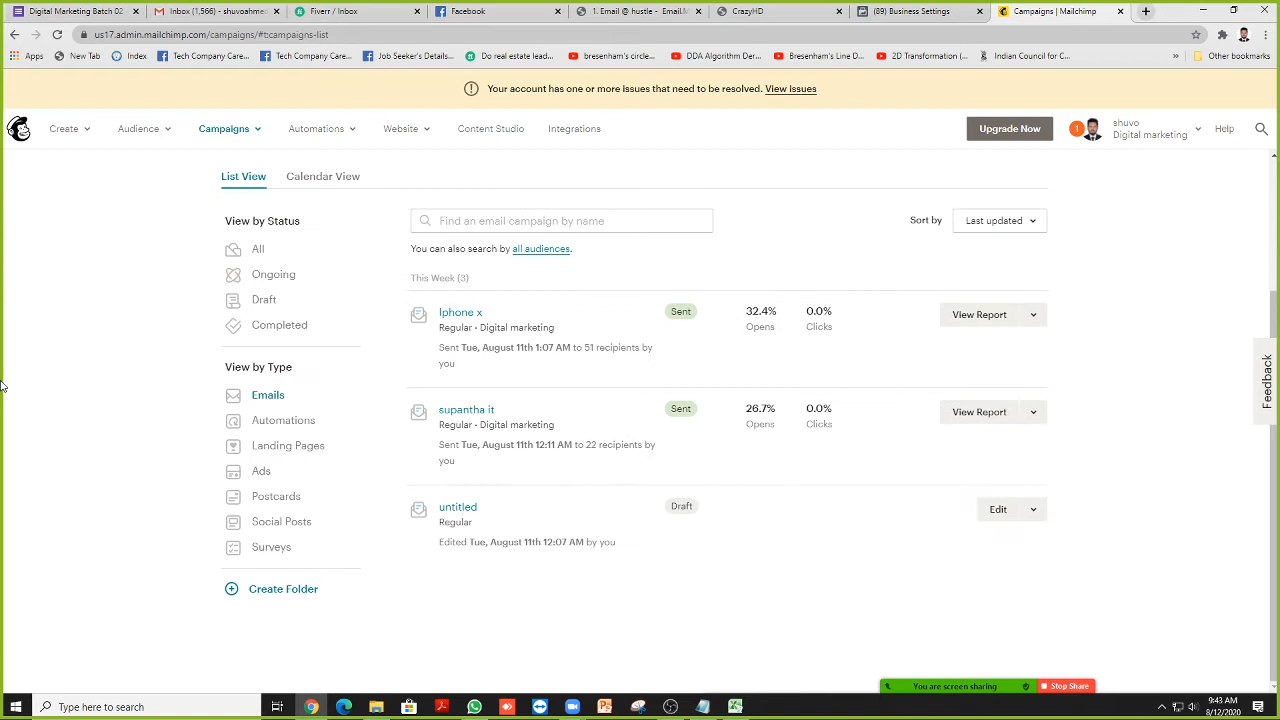 Digital Marketing Batch 02
Inbox (1,566) - shuvoahmes
Fiverr / Inbox
Facebook
1. Email @ hustle - Email.M
CrazyHD
(89) Business Settings
Campaigns | Mailchimp
us17.admin.mailchimp.com/campaigns/#t:campaigns-list
Apps
New Tab
Index
Tech Company Care...
Tech Company Care...
Job Seeker's Details...
Do real estate lead...
bresenham's circle...
DDA Algorithm Der...
Bresenham's Line D...
2D Transformation (...
Indian Council for C...
»
Other bookmarks
Your account has one or more issues that need to be resolved. View Issues
Create
Audience
Campaigns
Automations
Website
Content Studio
Integrations
Upgrade Now
1
shuvo
Digital marketing
Help
List View
Calendar View
View by Status
All
Ongoing
Draft
Completed
View by Type
Emails
Automations
Landing Pages
Ads
Postcards
Social Posts
Surveys
Create Folder
Find an email campaign by name
Sort by
Last updated
You can also search by all audiences.
This Week (3)
Iphone x
Sent
32.4%
0.0%
View Report
Regular · Digital marketing
Opens
Clicks
Sent Tue, August 11th 1:07 AM to 51 recipients by
you
supantha it
Sent
26.7%
0.0%
View Report
Regular · Digital marketing
Opens
Clicks
Sent Tue, August 11th 12:11 AM to 22 recipients by
you
untitled
Draft
Edit
Regular
Edited Tue, August 11th 12:07 AM by you
Feedback
You are screen sharing
Stop Share
Type here to search
9:43 AM
8/12/2020